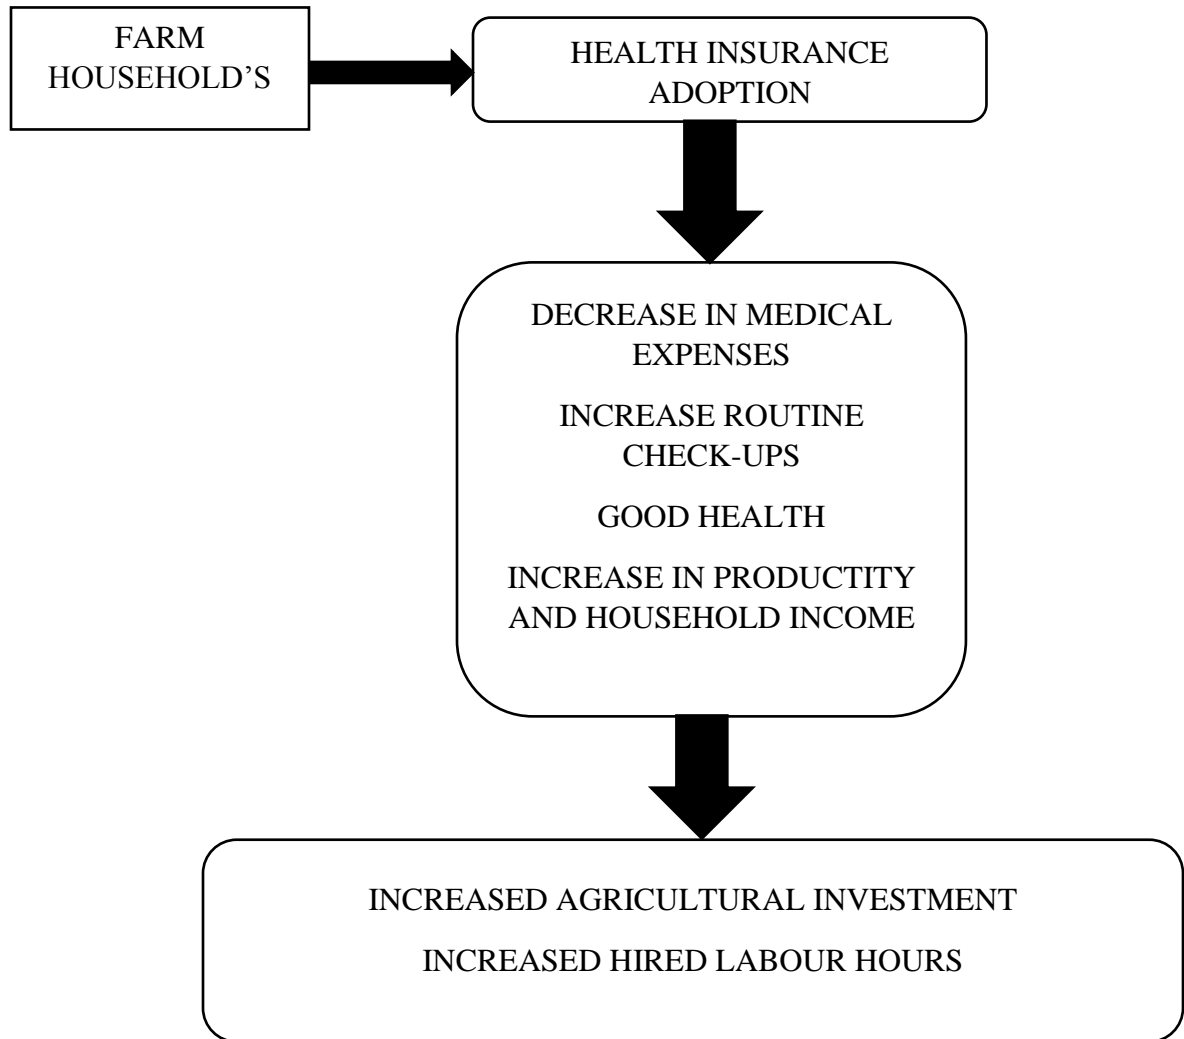 FARM
HOUSEHOLD’S
HEALTH INSURANCE
ADOPTION
DECREASE IN MEDICAL
EXPENSES
INCREASE ROUTINE
CHECK-UPS
GOOD HEALTH
INCREASE IN PRODUCTITY
AND HOUSEHOLD INCOME
INCREASED AGRICULTURAL INVESTMENT
INCREASED HIRED LABOUR HOURS